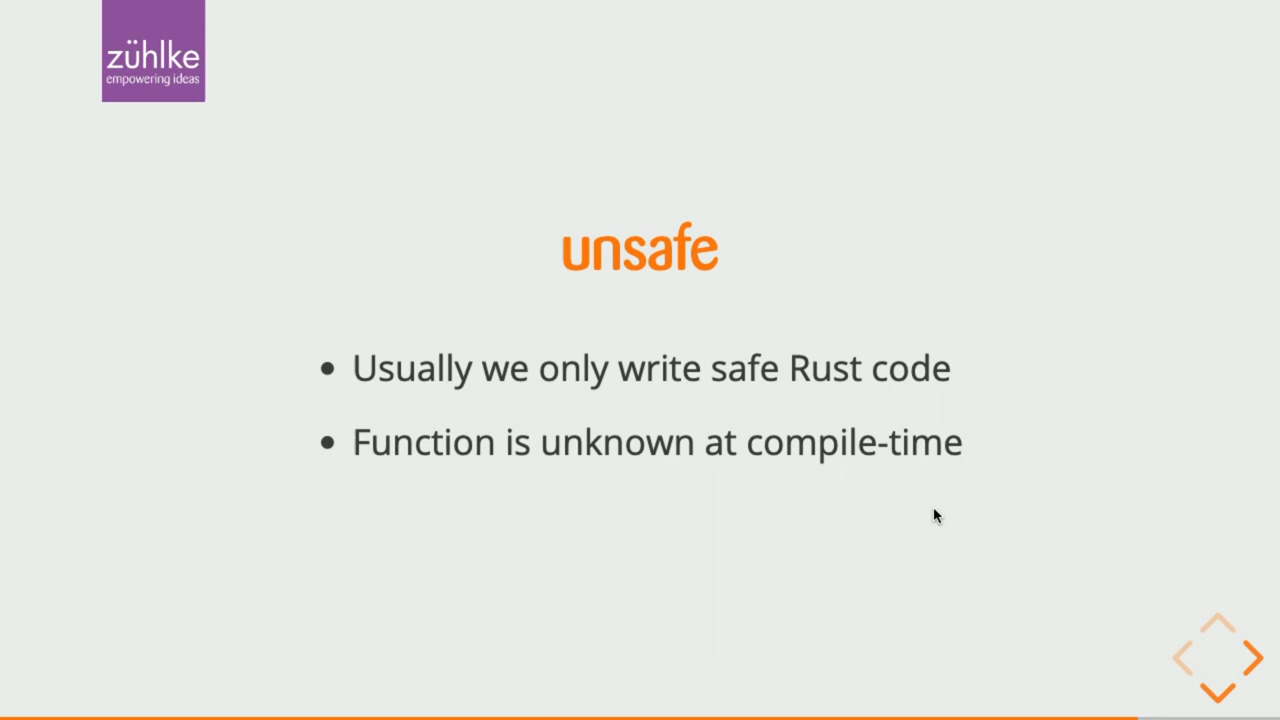 zühlke
empowering ideas
unsafe
• Usually we only write safe Rust code
• Function is unknown at compile-time